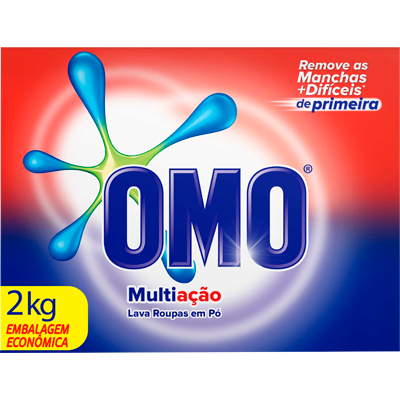 Remove as
Manchas
+Difíceis*
de primeira
OMO®
Multiação
Lava Roupas em Pó
2kg
EMBALAGEM
ECONÔMICA